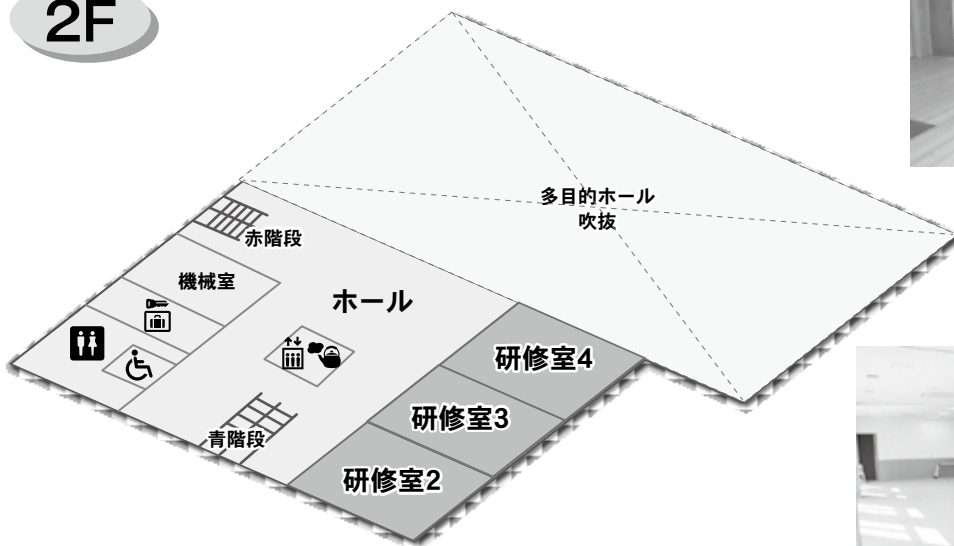 2F
多目的ホール
吹抜
赤階段
機械室
ホール
研修室4
研修室3
青階段
研修室2